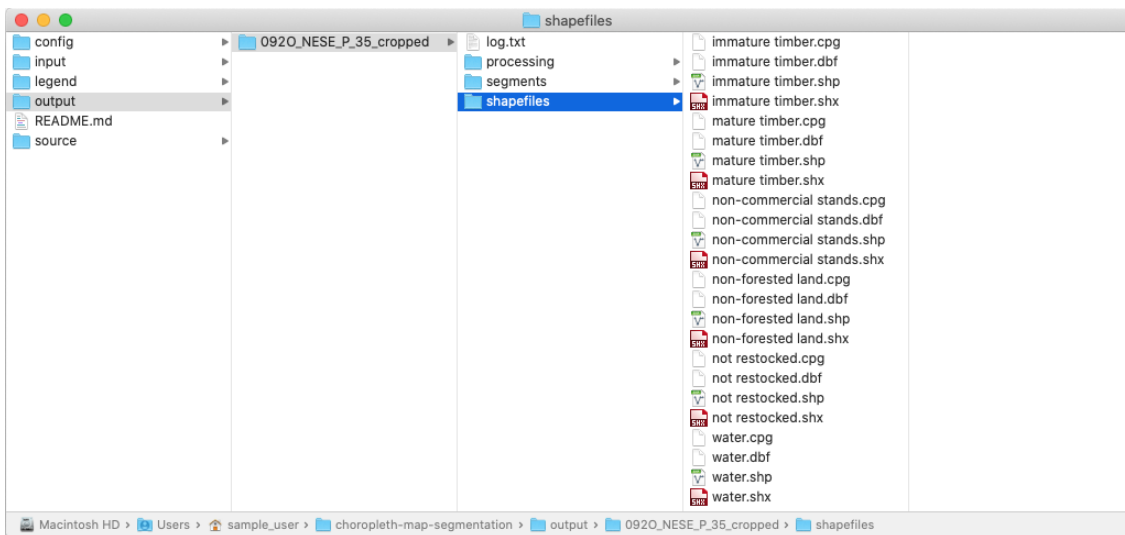 shapefiles
config
input
legend
output
README.md
source
092O_NESE_P_35_cropped
log.txt
processing
segments
shapefiles
immature timber.cpg
immature timber.dbf
immature timber.shp
immature timber.shx
mature timber.cpg
mature timber.dbf
mature timber.shp
mature timber.shx
non-commercial stands.cpg
non-commercial stands.dbf
non-commercial stands.shp
non-commercial stands.shx
non-forested land.cpg
non-forested land.dbf
non-forested land.shp
non-forested land.shx
not restocked.cpg
not restocked.dbf
not restocked.shp
not restocked.shx
water.cpg
water.dbf
water.shp
water.shx
Macintosh HD › Users › sample_user › choropleth-map-segmentation › output › 092O_NESE_P_35_cropped › shapefiles